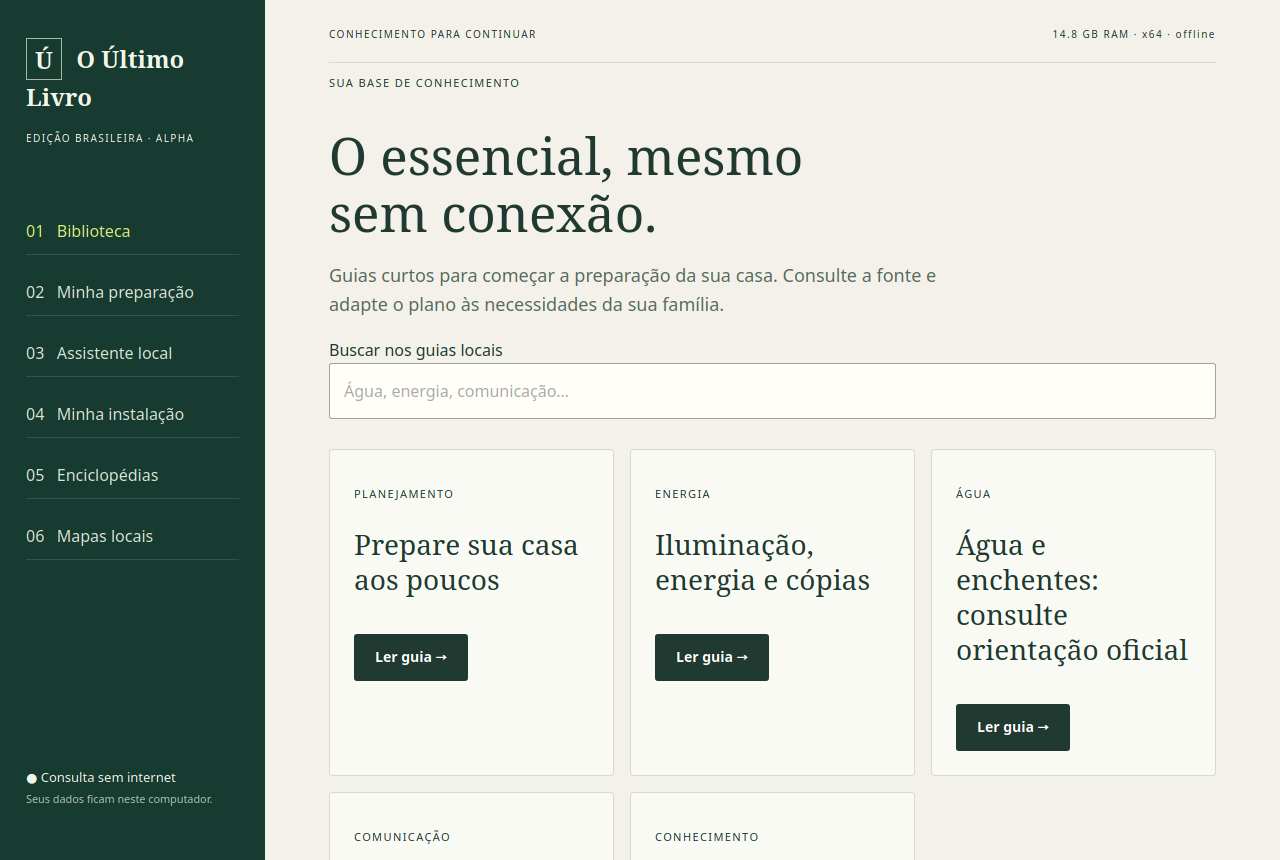 Ú O Último
Livro
EDIÇÃO BRASILEIRA · ALPHA
01 Biblioteca
02 Minha preparação
03 Assistente local
04 Minha instalação
05 Enciclopédias
06 Mapas locais
● Consulta sem internet
Seus dados ficam neste computador.
CONHECIMENTO PARA CONTINUAR
14.8 GB RAM · x64 · offline
SUA BASE DE CONHECIMENTO
O essencial, mesmo
sem conexão.
Guias curtos para começar a preparação da sua casa. Consulte a fonte e
adapte o plano às necessidades da sua família.
Buscar nos guias locais
Água, energia, comunicação…
PLANEJAMENTO
Prepare sua casa
aos poucos
Ler guia →
ENERGIA
Iluminação,
energia e cópias
Ler guia →
ÁGUA
Água e
enchentes:
consulte
orientação oficial
Ler guia →
COMUNICAÇÃO
CONHECIMENTO